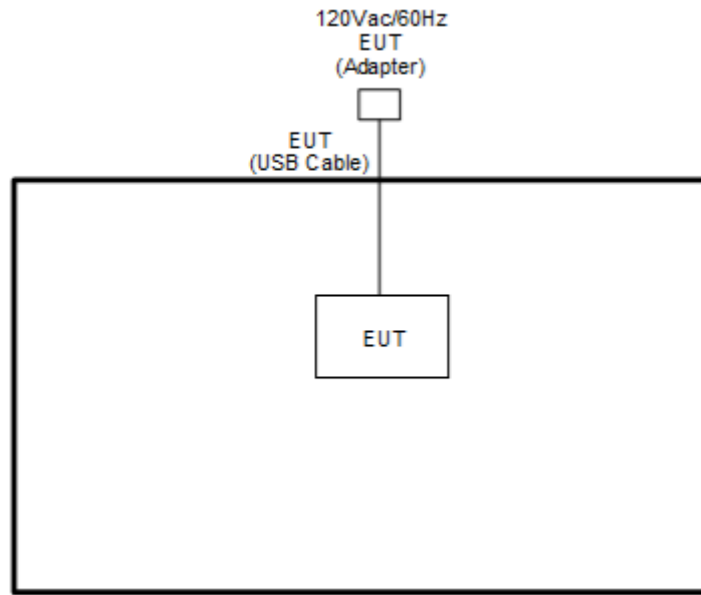 120Vac/60Hz
EUT
(Adapter)
EUT
(USB Cable)
EUT